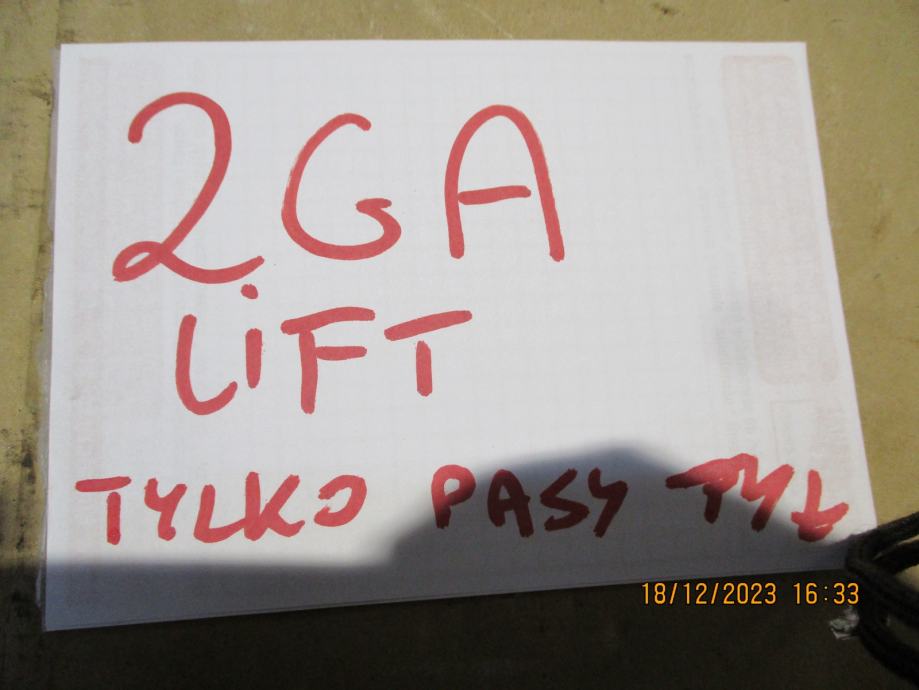 2GA
LiFT
TYLKO PASY TYŁ
18/12/2023 16:33